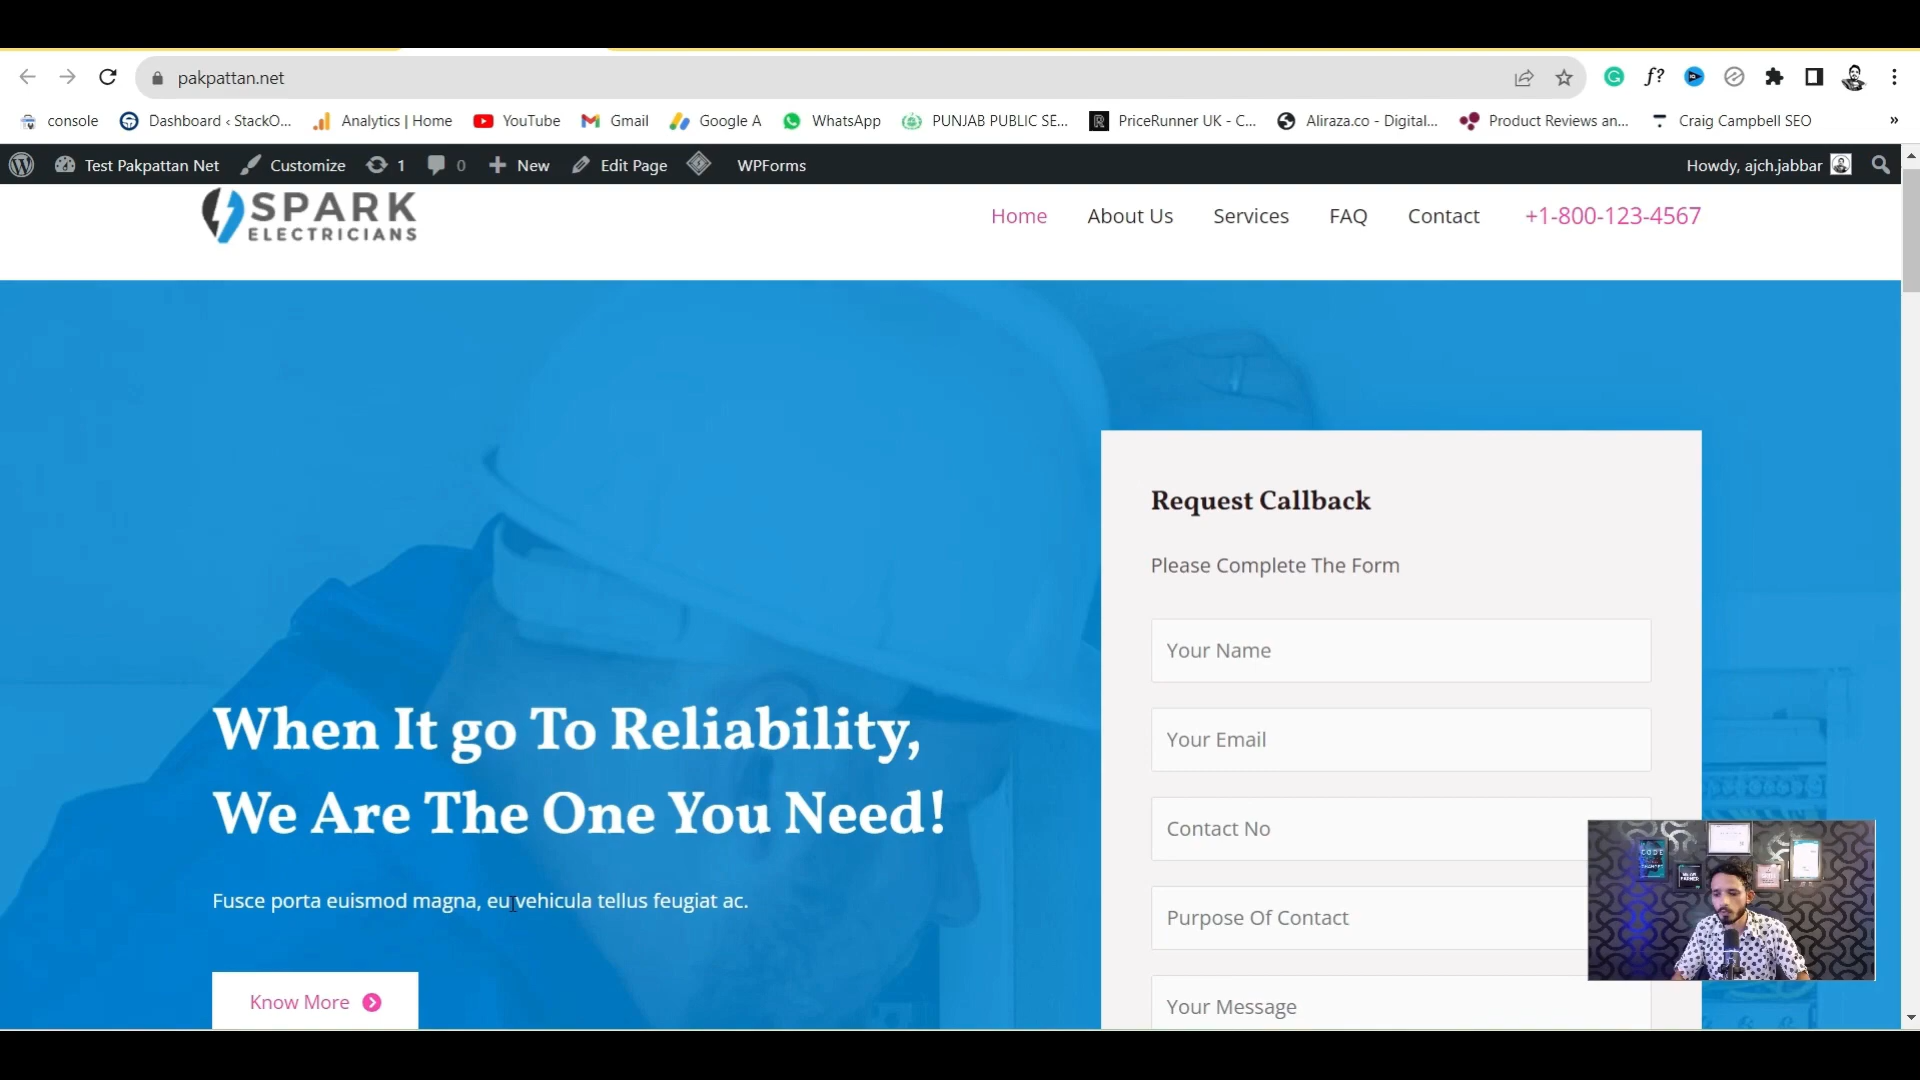 pakpattan.net
console
Dashboard ‹ StackO...
Analytics | Home
YouTube
Gmail
Google A
WhatsApp
PUNJAB PUBLIC SE...
PriceRunner UK - C...
Aliraza.co - Digital...
Product Reviews an...
Craig Campbell SEO
»
Test Pakpattan Net
Customize
1
0
New
Edit Page
WPForms
Howdy, ajch.jabbar
SPARK
ELECTRICIANS
Home
About Us
Services
FAQ
Contact
+1-800-123-4567
When It go To Reliability,
We Are The One You Need!
Fusce porta euismod magna, eu vehicula tellus feugiat ac.
Know More
Request Callback
Please Complete The Form
Your Name
Your Email
Contact No
Purpose Of Contact
Your Message
CODE